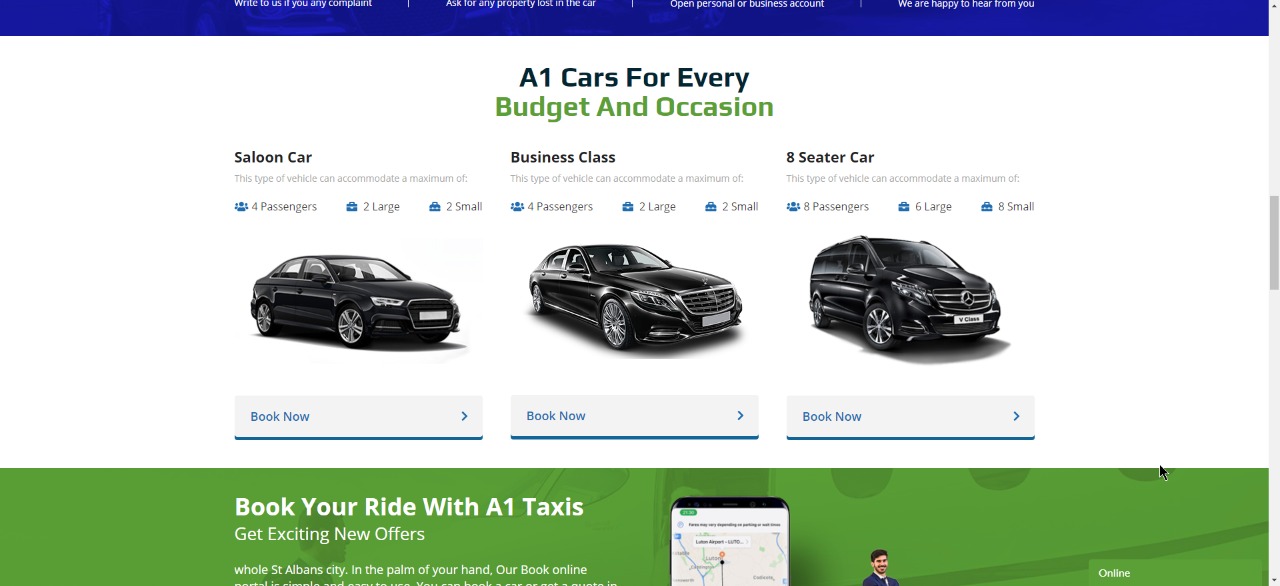 Write to us if you any complaint
Ask for any property lost in the car
Open personal or business account
We are happy to hear from you
A1 Cars For Every
Budget And Occasion
Saloon Car
This type of vehicle can accommodate a maximum of:
4 Passengers
2 Large
2 Small
Business Class
This type of vehicle can accommodate a maximum of:
4 Passengers
2 Large
2 Small
8 Seater Car
This type of vehicle can accommodate a maximum of:
8 Passengers
6 Large
8 Small
V Class
Book Now
Book Now
Book Now
Book Your Ride With A1 Taxis
Get Exciting New Offers
whole St Albans city. In the palm of your hand, Our Book online
portal is simple and easy to use. You can book a car or get a quote in
Fares may vary depending on parking or wait times
Luton Airport - LUTO...
Luton
Online